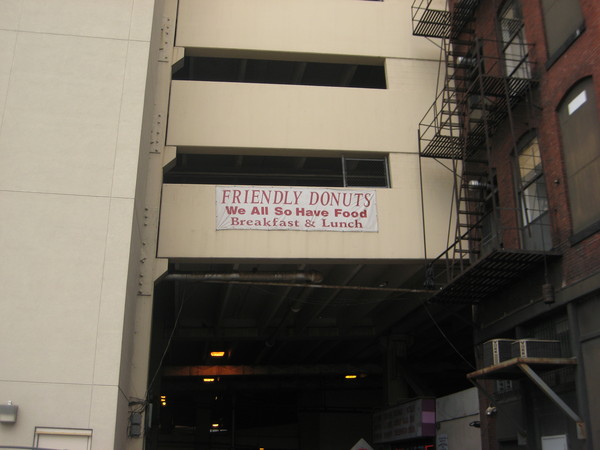 FRIENDLY DONUTS
We All So Have Food
Breakfast & Lunch